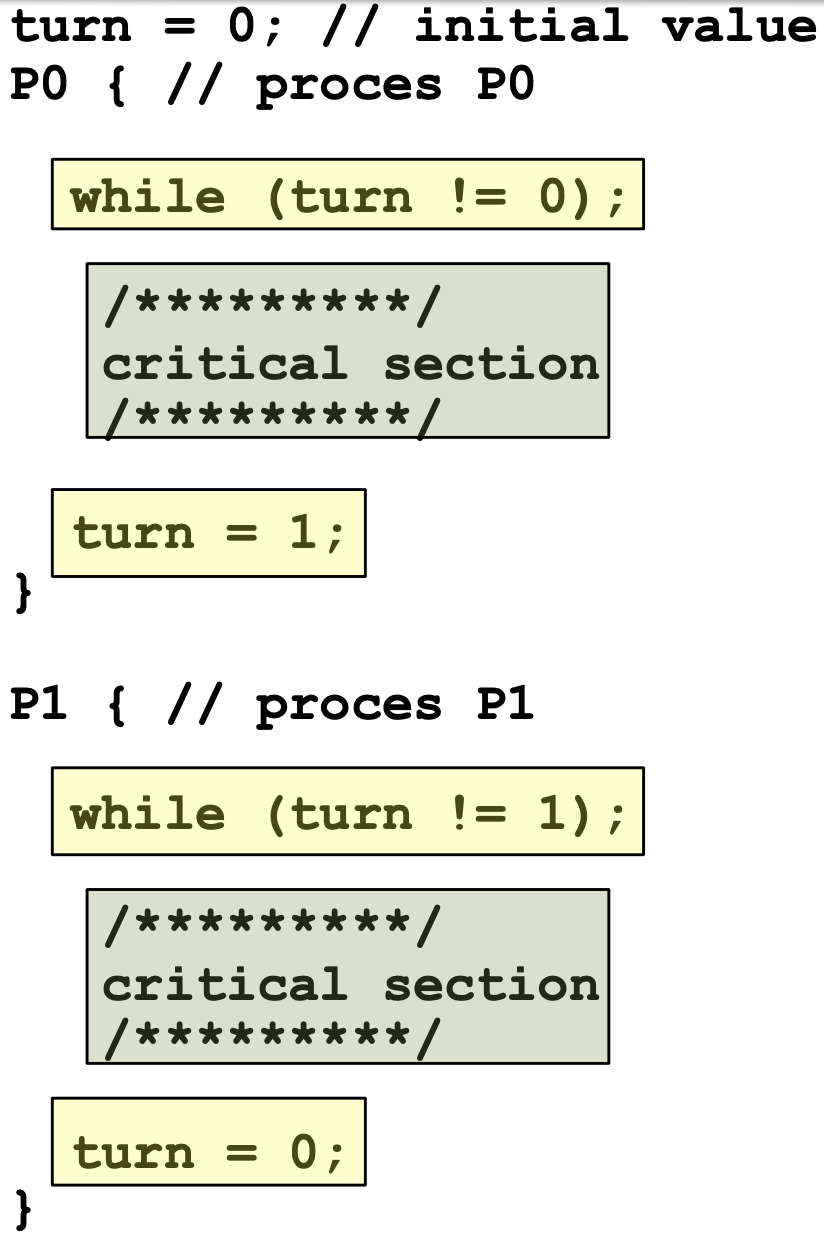 turn = 0; // initial value
P0 { // proces P0
while (turn != 0);
/*********/
critical section
/*********/
turn = 1;
}
P1 { // proces P1
while (turn != 1);
/*********/
critical section
/*********/
turn = 0;
}